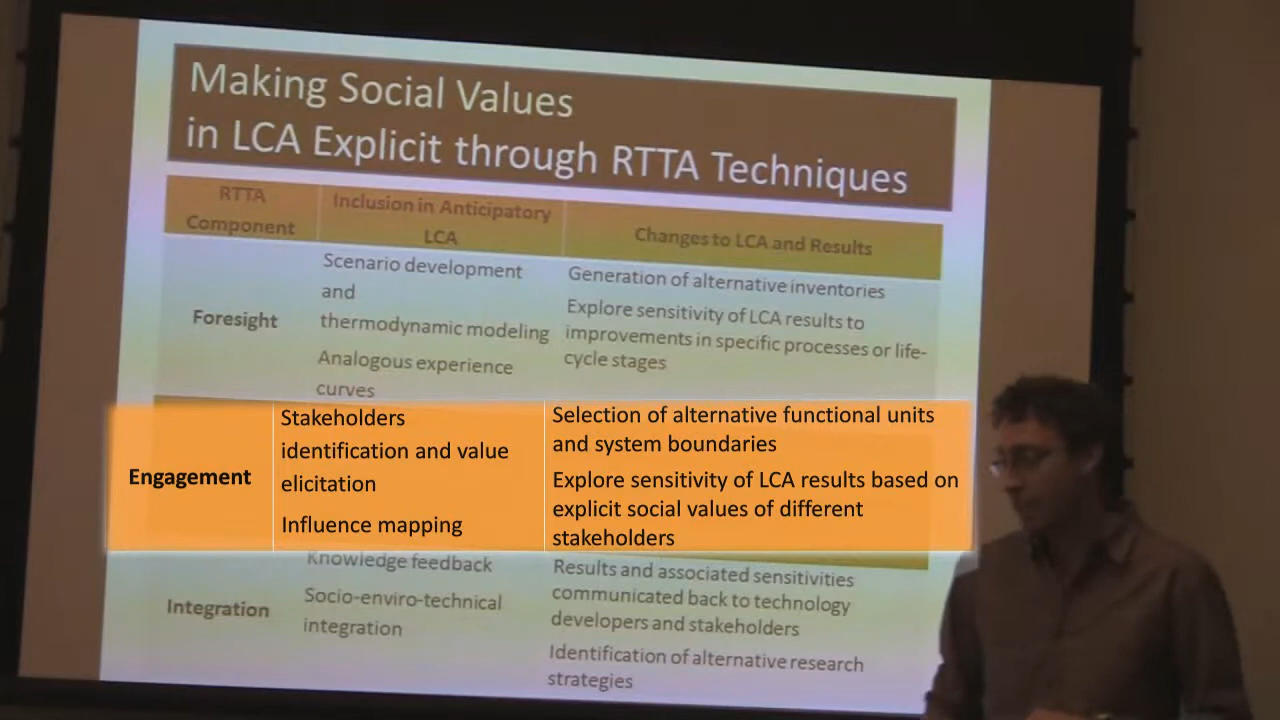 Making Social Values
in LCA Explicit through RTTA Techniques
RTTA
Component
Inclusion in Anticipatory
LCA
Changes to LCA and Results
Foresight
Scenario development
and
thermodynamic modeling
Analogous experience
curves
Generation of alternative inventories
Explore sensitivity of LCA results to
improvements in specific processes or life-
cycle stages
Engagement
Stakeholders
identification and value
elicitation
Influence mapping
Selection of alternative functional units
and system boundaries
Explore sensitivity of LCA results based on
explicit social values of different
stakeholders
Integration
Knowledge feedback
Socio-enviro-technical
integration
Results and associated sensitivities
communicated back to technology
developers and stakeholders
Identification of alternative research
strategies